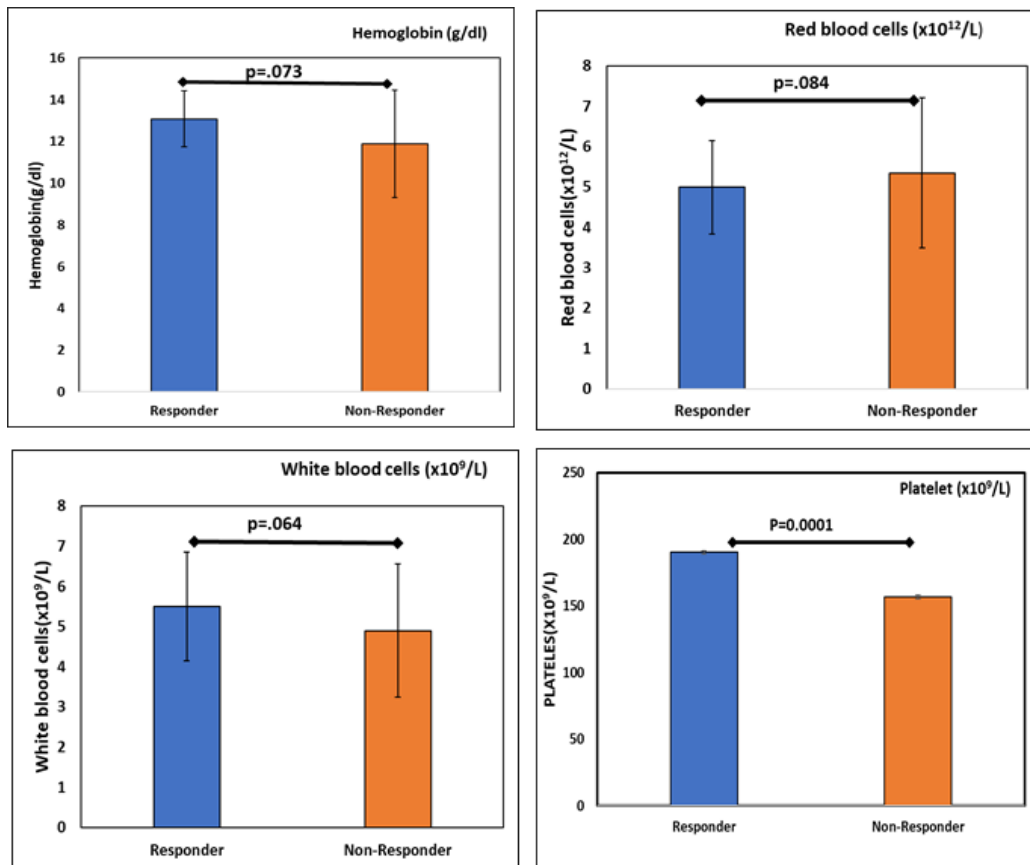 Hemoglobin (g/dl)
p=.073
Hemoglobin(g/dl)
16
14
12
10
8
6
4
2
0
Responder Non-Responder
Red blood cells (x10¹²/L)
p=.084
Red blood cells(x10¹²/L)
8
7
6
5
4
3
2
1
0
Responder Non-Responder
White blood cells (x10⁹/L)
p=.064
White blood cells(x10⁹/L)
8
7
6
5
4
3
2
1
0
Responder Non-Responder
Platelet (x10⁹/L)
P=0.0001
PLATELES(X10⁹/L)
250
200
150
100
50
0
Responder Non-Responder